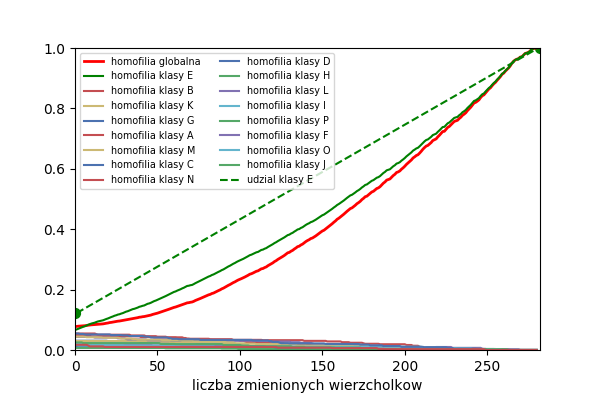 1.0
0.8
0.6
0.4
0.2
0.0
homofilia globalna
homofilia klasy E
homofilia klasy B
homofilia klasy K
homofilia klasy G
homofilia klasy A
homofilia klasy M
homofilia klasy C
homofilia klasy N
homofilia klasy D
homofilia klasy H
homofilia klasy L
homofilia klasy I
homofilia klasy P
homofilia klasy F
homofilia klasy O
homofilia klasy J
udzial klasy E
0 50 100 150 200 250
liczba zmienionych wierzcholkow